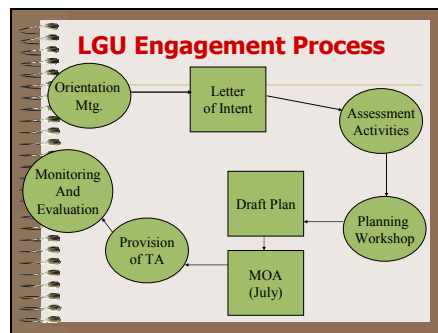 LGU Engagement Process
Orientation
Mtg.
Letter
of Intent
Assessment
Activities
Planning
Workshop
Draft Plan
MOA
(July)
Provision
of TA
Monitoring
And
Evaluation